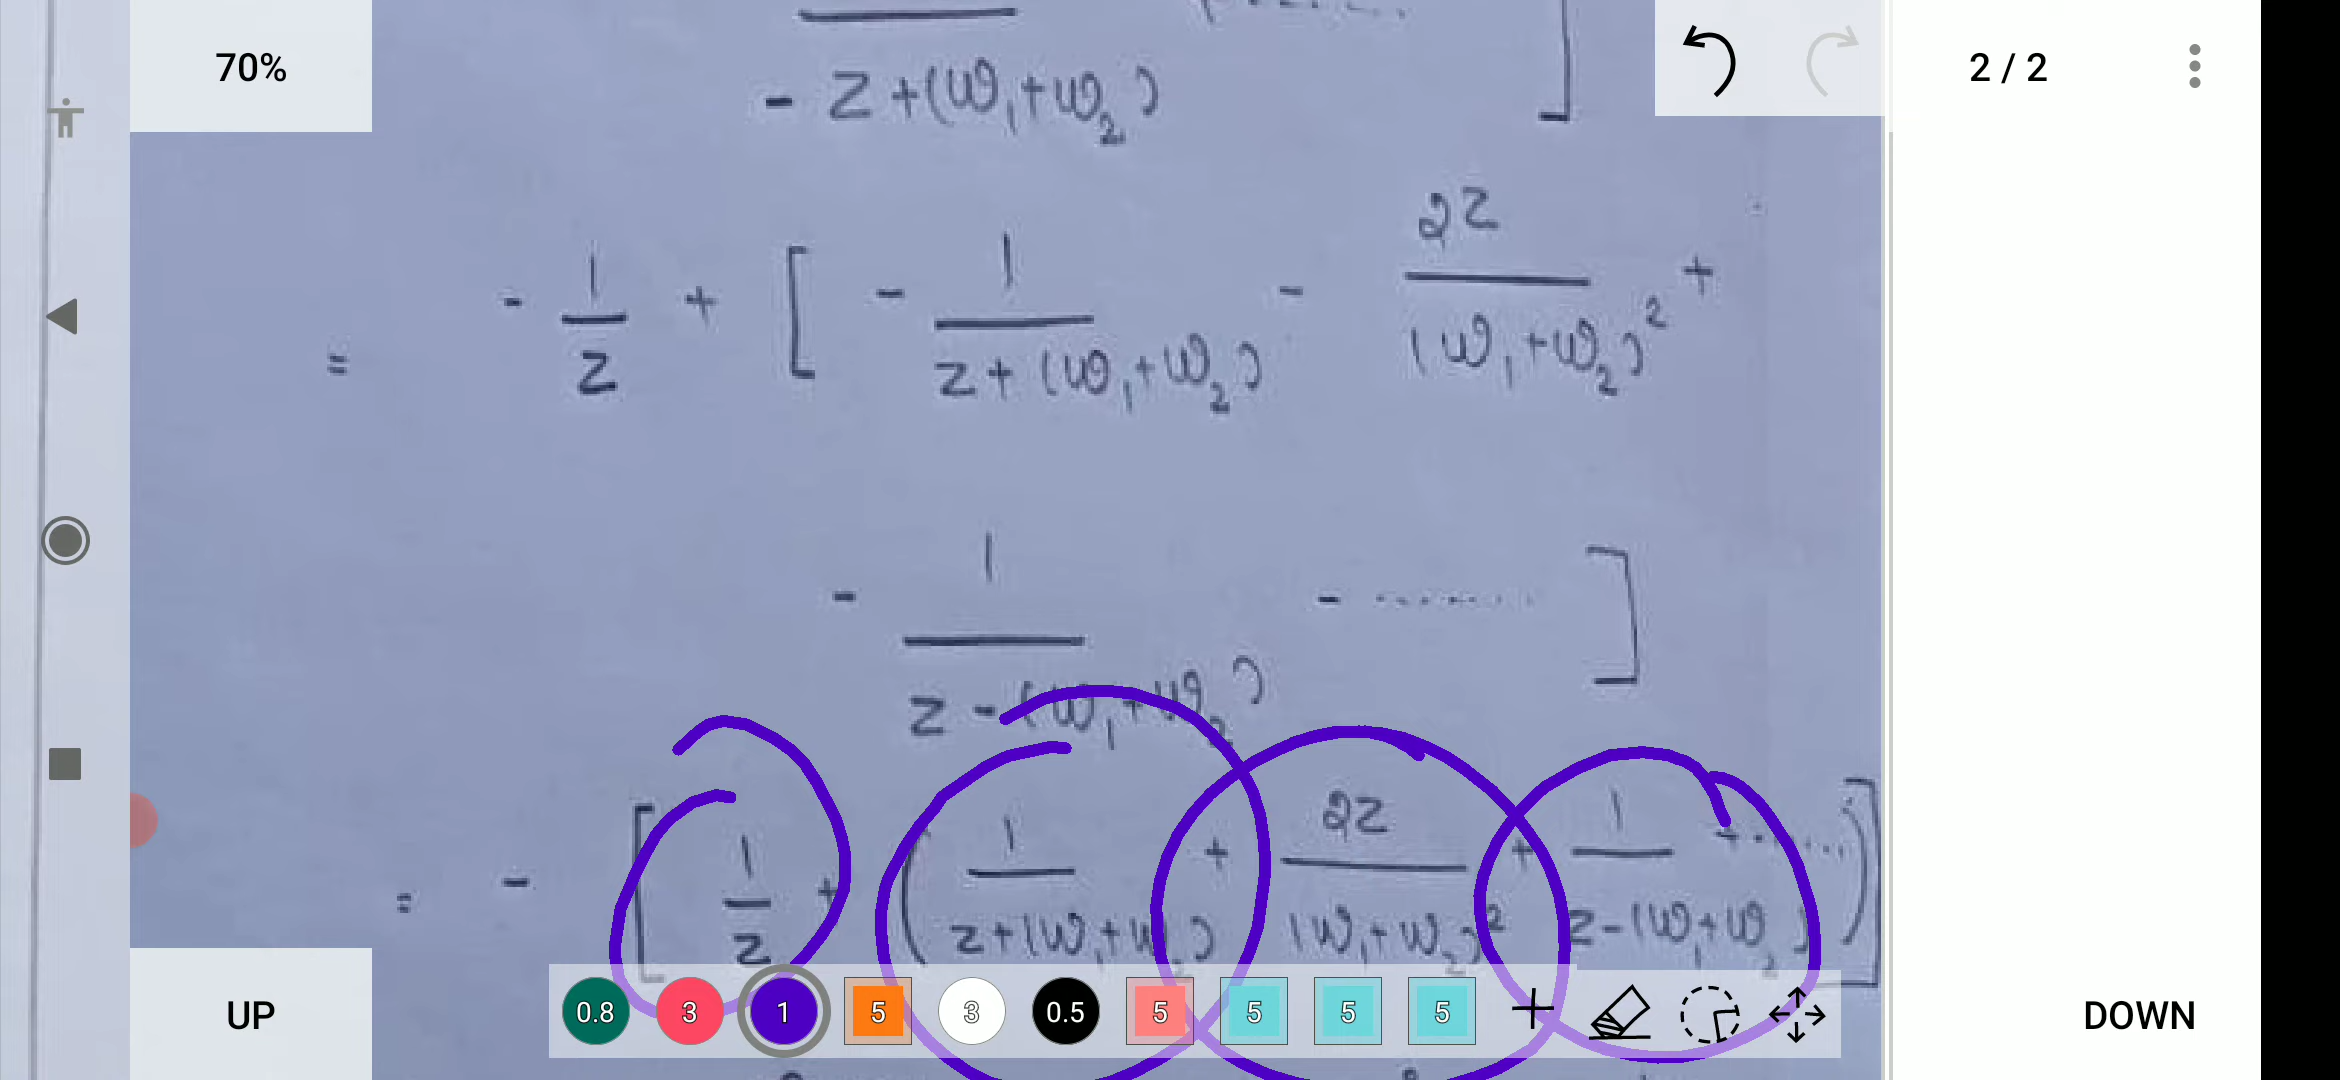 70%
2 / 2
- z + (ω₁+ω₂) ]
= - 1/z + [ - 1/(z + (ω₁+ω₂)) - 2z/(ω₁+ω₂)² +
- 1/(z - (ω₁+ω₂)) - ....... ]
= - [ 1/z + ( 1/(z+(ω₁+ω₂)) + 2z/(ω₁+ω₂)² + 1/(z-(ω₁+ω₂)) + ......) ]
UP
0.8 3 1 5 3 0.5 5 5 5 5
DOWN